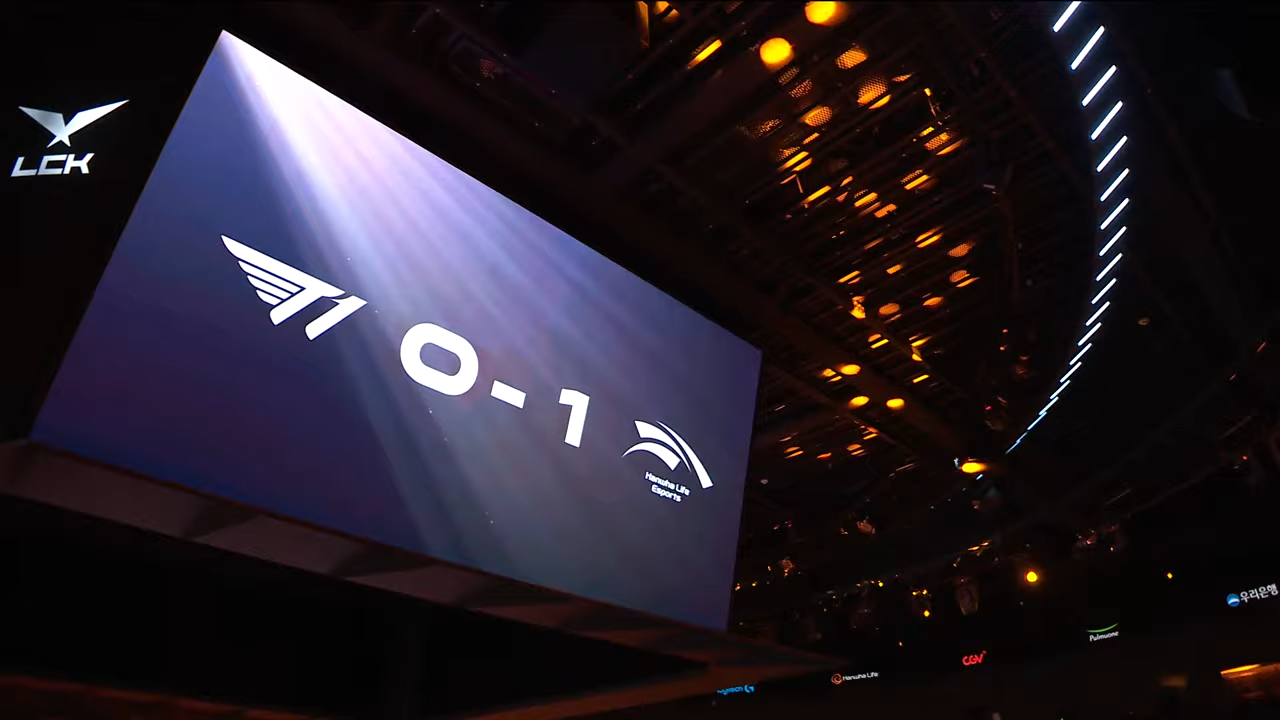 LCK
T1
0 - 1
Hanwha Life
Esports
우리은행
Pulmuone
CGV
Hanwha Life